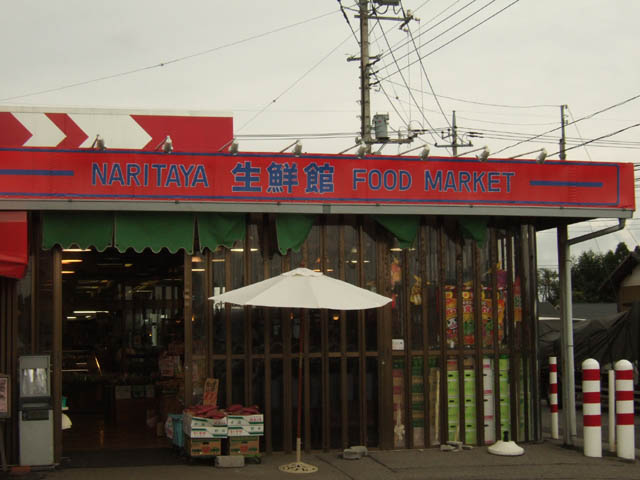 NARITAYA 生鮮館 FOOD MARKET